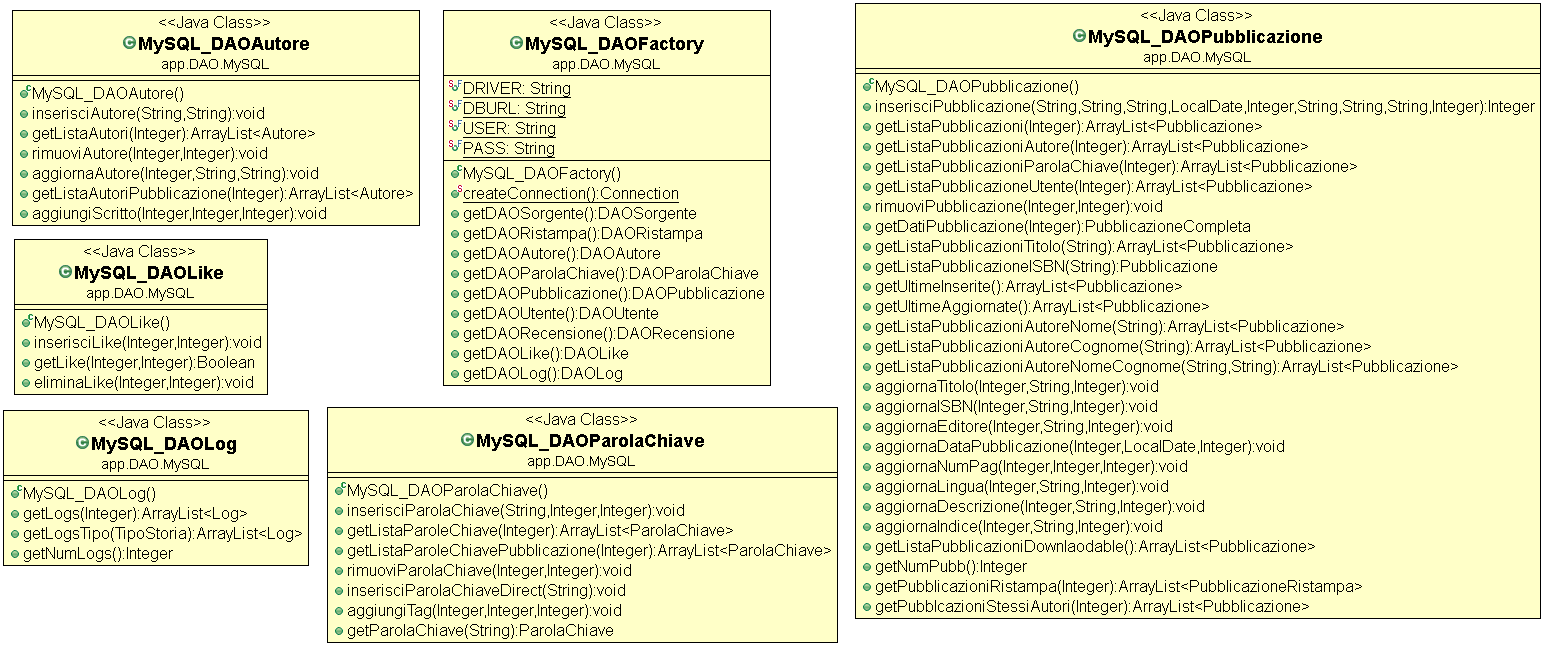 <<Java Class>>
MySQL_DAOAutore
app.DAO.MySQL
MySQL_DAOAutore()
inserisciAutore(String,String):void
getListaAutori(Integer):ArrayList<Autore>
rimuoviAutore(Integer,Integer):void
aggiornaAutore(Integer,String,String):void
getListaAutoriPubblicazione(Integer):ArrayList<Autore>
aggiungiScritto(Integer,Integer,Integer):void
<<Java Class>>
MySQL_DAOLike
app.DAO.MySQL
MySQL_DAOLike()
inserisciLike(Integer,Integer):void
getLike(Integer,Integer):Boolean
eliminaLike(Integer,Integer):void
<<Java Class>>
MySQL_DAOLog
app.DAO.MySQL
MySQL_DAOLog()
getLogs(Integer):ArrayList<Log>
getLogsTipo(TipoStoria):ArrayList<Log>
getNumLogs():Integer
<<Java Class>>
MySQL_DAOFactory
app.DAO.MySQL
DRIVER: String
DBURL: String
USER: String
PASS: String
MySQL_DAOFactory()
createConnection():Connection
getDAOSorgente():DAOSorgente
getDAORistampa():DAORistampa
getDAOAutore():DAOAutore
getDAOParolaChiave():DAOParolaChiave
getDAOPubblicazione():DAOPubblicazione
getDAOUtente():DAOUtente
getDAORecensione():DAORecensione
getDAOLike():DAOLike
getDAOLog():DAOLog
<<Java Class>>
MySQL_DAOParolaChiave
app.DAO.MySQL
MySQL_DAOParolaChiave()
inserisciParolaChiave(String,Integer,Integer):void
getListaParoleChiave(Integer):ArrayList<ParolaChiave>
getListaParoleChiavePubblicazione(Integer):ArrayList<ParolaChiave>
rimuoviParolaChiave(Integer,Integer):void
inserisciParolaChiaveDirect(String):void
aggiungiTag(Integer,Integer,Integer):void
getParolaChiave(String):ParolaChiave
<<Java Class>>
MySQL_DAOPubblicazione
app.DAO.MySQL
MySQL_DAOPubblicazione()
inserisciPubblicazione(String,String,String,LocalDate,Integer,String,String,String,Integer):Integer
getListaPubblicazioni(Integer):ArrayList<Pubblicazione>
getListaPubblicazioniAutore(Integer):ArrayList<Pubblicazione>
getListaPubblicazioniParolaChiave(Integer):ArrayList<Pubblicazione>
getListaPubblicazioneUtente(Integer):ArrayList<Pubblicazione>
rimuoviPubblicazione(Integer,Integer):void
getDatiPubblicazione(Integer):PubblicazioneCompleta
getListaPubblicazioniTitolo(String):ArrayList<Pubblicazione>
getListaPubblicazioneISBN(String):Pubblicazione
getUltimeInserite():ArrayList<Pubblicazione>
getUltimeAggiornate():ArrayList<Pubblicazione>
getListaPubblicazioniAutoreNome(String):ArrayList<Pubblicazione>
getListaPubblicazioniAutoreCognome(String):ArrayList<Pubblicazione>
getListaPubblicazioniAutoreNomeCognome(String,String):ArrayList<Pubblicazione>
aggiornaTitolo(Integer,String,Integer):void
aggiornaISBN(Integer,String,Integer):void
aggiornaEditore(Integer,String,Integer):void
aggiornaDataPubblicazione(Integer,LocalDate,Integer):void
aggiornaNumPag(Integer,Integer,Integer):void
aggiornaLingua(Integer,String,Integer):void
aggiornaDescrizione(Integer,String,Integer):void
aggiornaIndice(Integer,String,Integer):void
getListaPubblicazioniDownlaodable():ArrayList<Pubblicazione>
getNumPubb():Integer
getPubblicazioniRistampa(Integer):ArrayList<PubblicazioneRistampa>
getPubblcazioniStessiAutori(Integer):ArrayList<Pubblicazione>